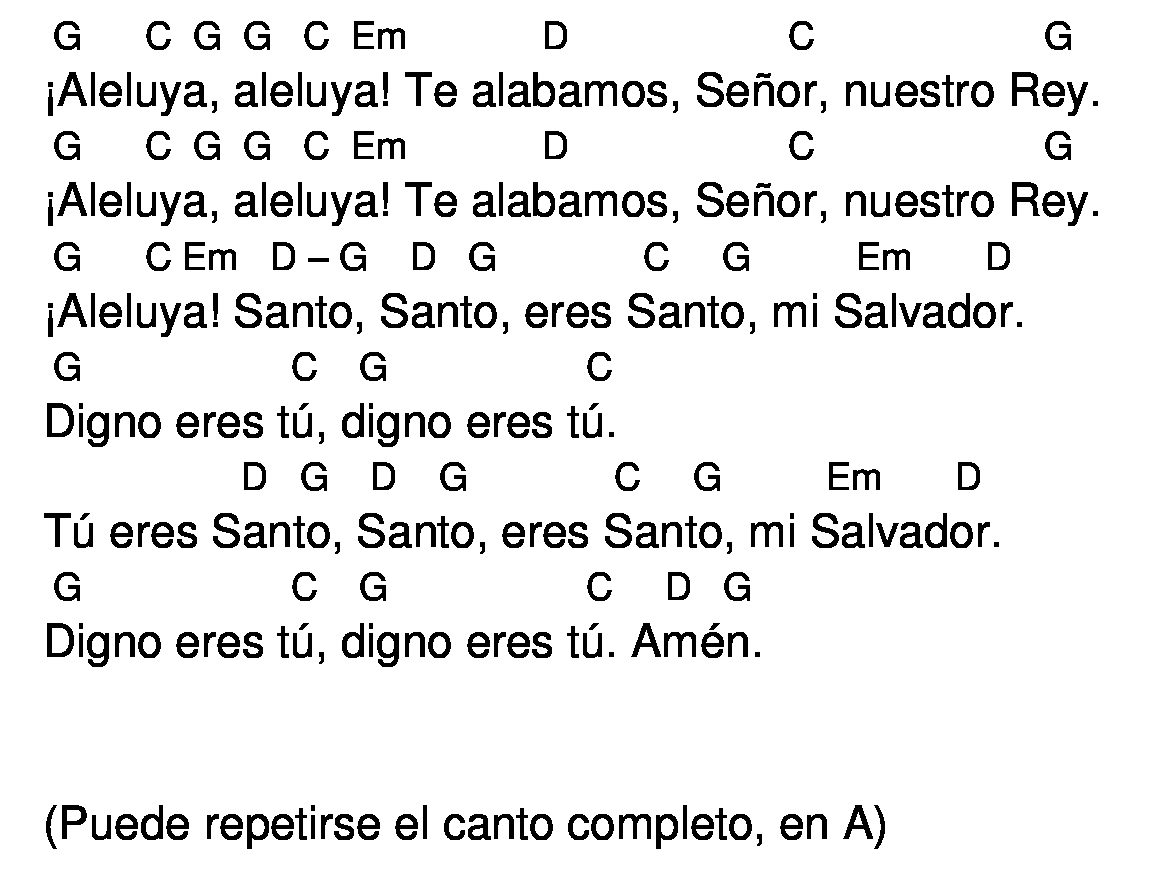 G C G G C Em D C G
¡Aleluya, aleluya! Te alabamos, Señor, nuestro Rey.
G C G G C Em D C G
¡Aleluya, aleluya! Te alabamos, Señor, nuestro Rey.
G C Em D – G D G C G Em D
¡Aleluya! Santo, Santo, eres Santo, mi Salvador.
G C G C
Digno eres tú, digno eres tú.
D G D G C G Em D
Tú eres Santo, Santo, eres Santo, mi Salvador.
G C G C D G
Digno eres tú, digno eres tú. Amén.
(Puede repetirse el canto completo, en A)